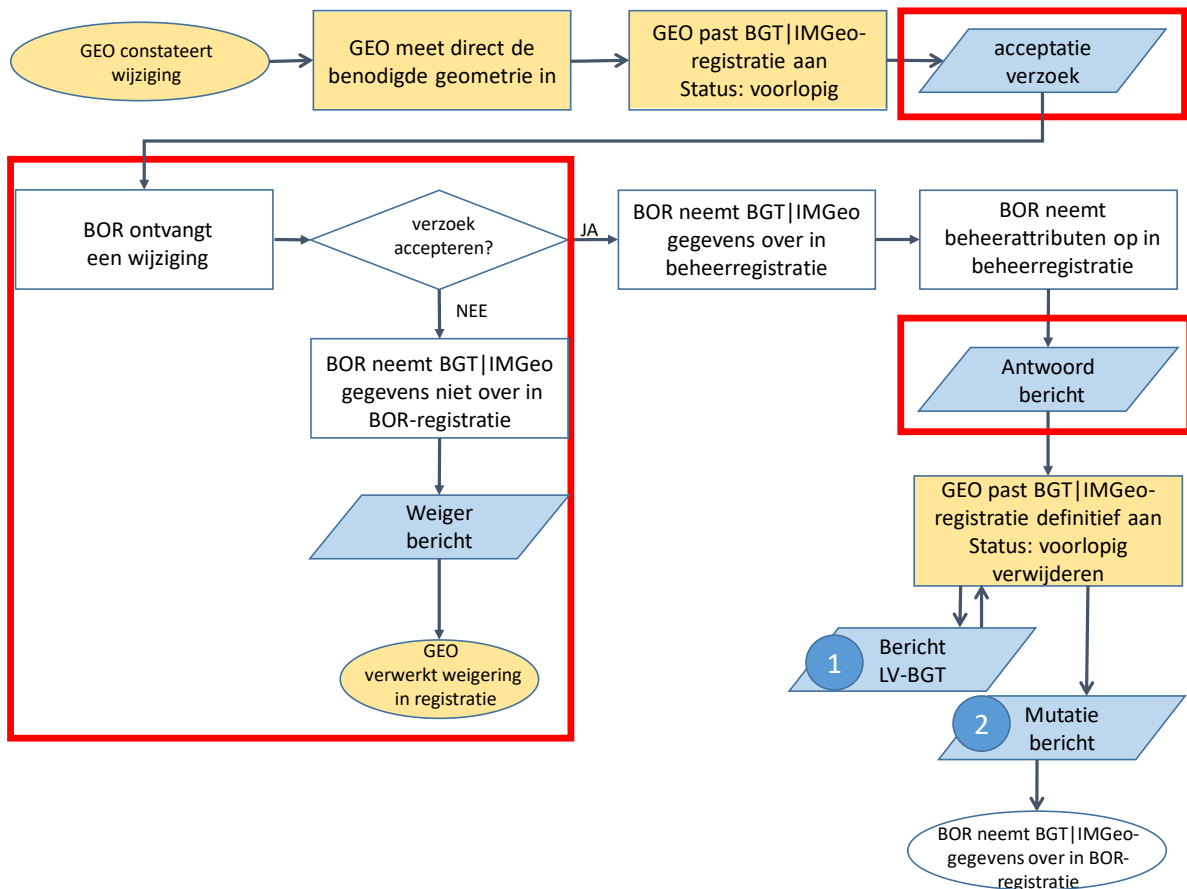 GEO constateert
wijziging
GEO meet direct de
benodigde geometrie in
GEO past BGT|IMGeo-
registratie aan
Status: voorlopig
acceptatie
verzoek
BOR ontvangt
een wijziging
verzoek
accepteren?
JA
BOR neemt BGT|IMGeo
gegevens over in
beheerregistratie
BOR neemt
beheerattributen op in
beheerregistratie
NEE
BOR neemt BGT|IMGeo
gegevens niet over in
BOR-registratie
Antwoord
bericht
Weiger
bericht
GEO past BGT|IMGeo-
registratie definitief aan
Status: voorlopig
verwijderen
GEO
verwerkt weigering
in registratie
1
Bericht
LV-BGT
2
Mutatie
bericht
BOR neemt BGT|IMGeo-
gegevens over in BOR-
registratie